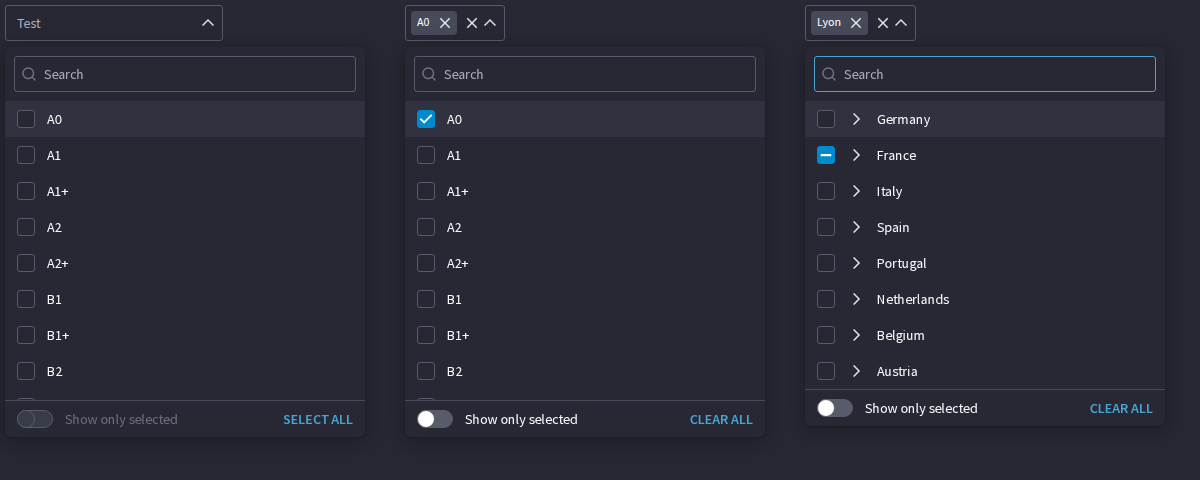 Test
Search
A0
A1
A1+
A2
A2+
B1
B1+
B2
Show only selected
SELECT ALL
A0
Search
A0
A1
A1+
A2
A2+
B1
B1+
B2
Show only selected
CLEAR ALL
Lyon
Search
Germany
France
Italy
Spain
Portugal
Netherlands
Belgium
Austria
Show only selected
CLEAR ALL